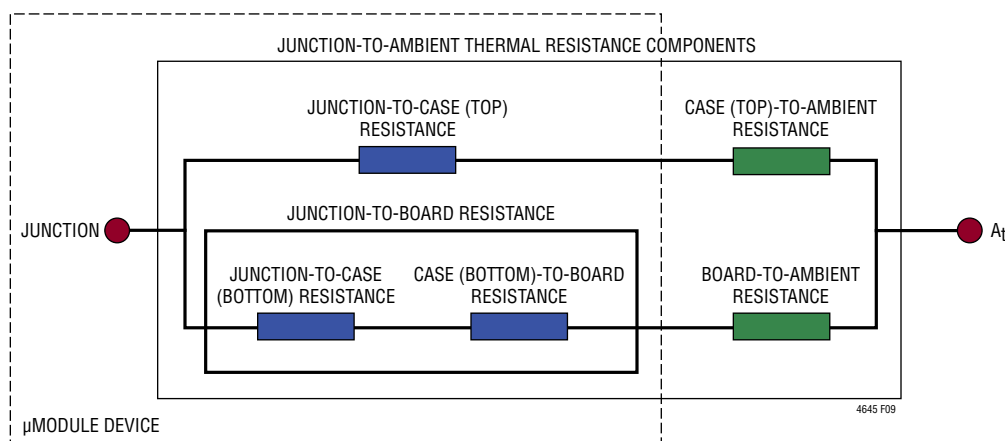 JUNCTION-TO-AMBIENT THERMAL RESISTANCE COMPONENTS
JUNCTION-TO-CASE (TOP)
RESISTANCE
CASE (TOP)-TO-AMBIENT
RESISTANCE
JUNCTION-TO-BOARD RESISTANCE
JUNCTION
At
JUNCTION-TO-CASE
(BOTTOM) RESISTANCE
CASE (BOTTOM)-TO-BOARD
RESISTANCE
BOARD-TO-AMBIENT
RESISTANCE
4645 F09
µMODULE DEVICE